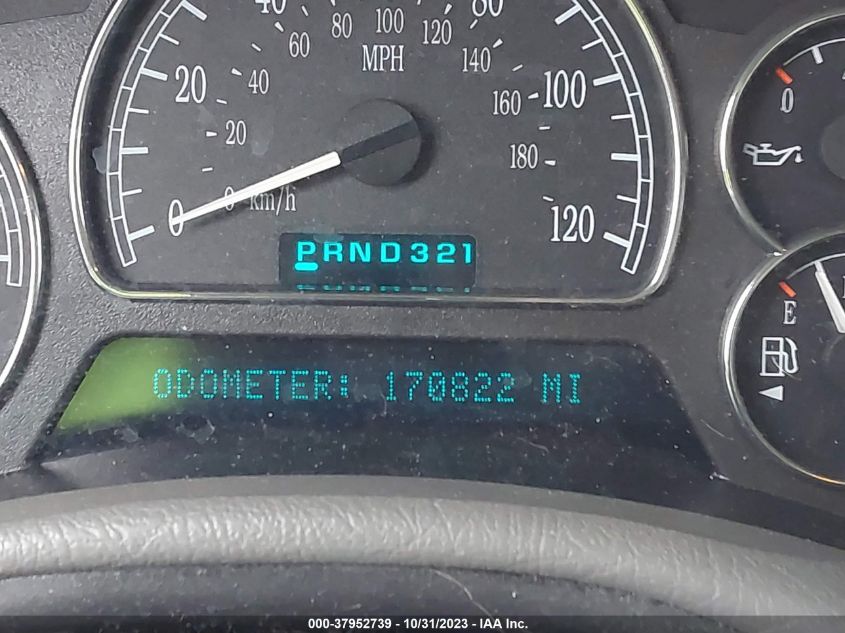 40 80
80 100 120
60 140
MPH
20 40 160 100
0
20 180
0 0 km/h 120
E
PRND321
ODOMETER: 170822 MI
000-37952739 - 10/31/2023 - IAA Inc.